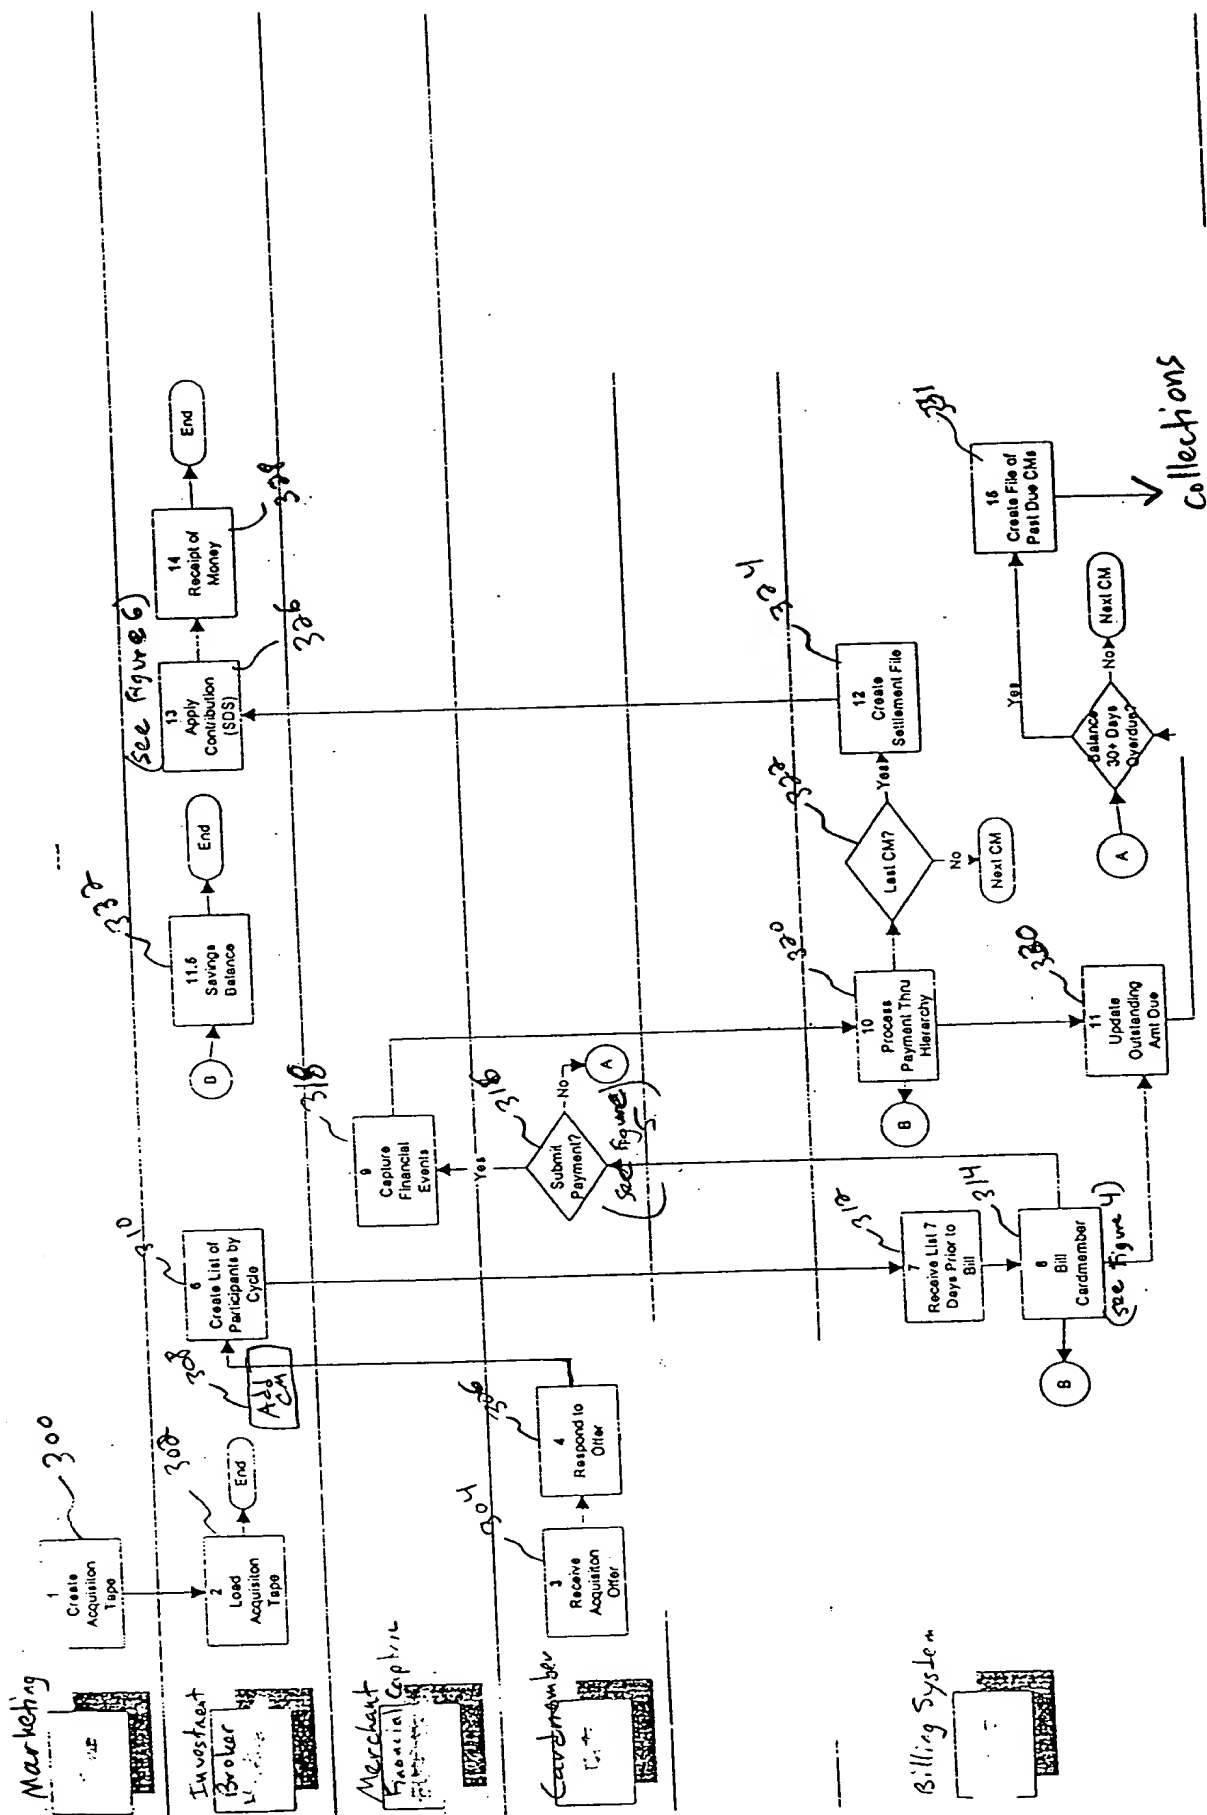 Marketing
300
1
Create
Acquisition
Tape
Investment
Broker
302
2
Load
Acquisition
Tape
End
308
Add
CM
310
6
Create List of
Participants by
Cycle
332
B
11.5
Savings
Balance
End
(see Figure 6)
13
Apply
Contribution
(SDS)
326
14
Receipt of
Money
328
End
Merchant
Financial Capture
318
9
Capture
Financial
Events
Yes
Cardmember
304
3
Receive
Acquisition
Offer
306
4
Respond to
Offer
316
Submit
Payment?
No
A
(see Figure
5)
Billing System
312
7
Receive List 7
Days Prior to
Bill
314
8
Bill
Cardmember
(see Figure 4)
B
320
10
Process
Payment Thru
Hierarchy
B
322
Last CM?
Yes
No
Next CM
324
12
Create
Settlement File
330
11
Update
Outstanding
Amt Due
A
Balance
30+ Days
Overdue?
No
Next CM
Yes
331
15
Create File of
Past Due CMs
Collections